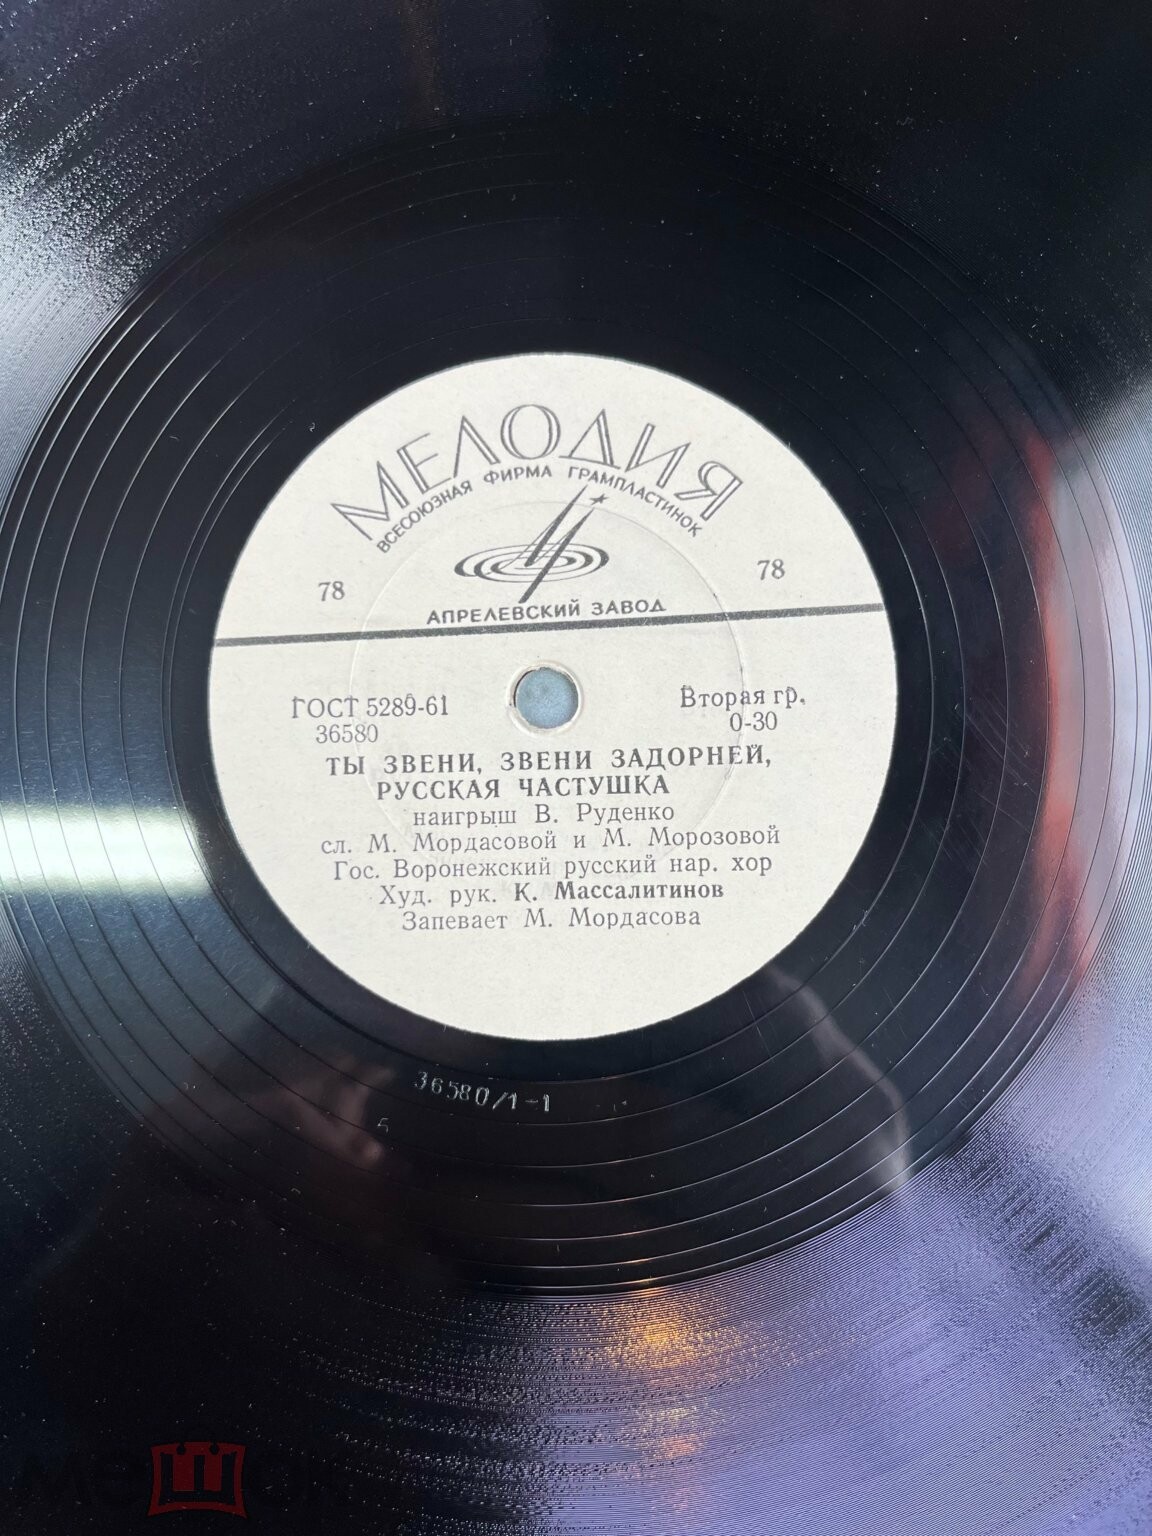 МЕЛОДИЯ
ВСЕСОЮЗНАЯ ФИРМА ГРАМПЛАСТИНОК
78 78
АПРЕЛЕВСКИЙ ЗАВОД
ГОСТ 5289-61 Вторая гр.
36580 0-30
ТЫ ЗВЕНИ, ЗВЕНИ ЗАДОРНЕЙ,
РУССКАЯ ЧАСТУШКА
наигрыш В. Руденко
сл. М. Мордасовой и М. Морозовой
Гос. Воронежский русский нар. хор
Худ. рук. К. Массалитинов
Запевает М. Мордасова
36580/1-1
5